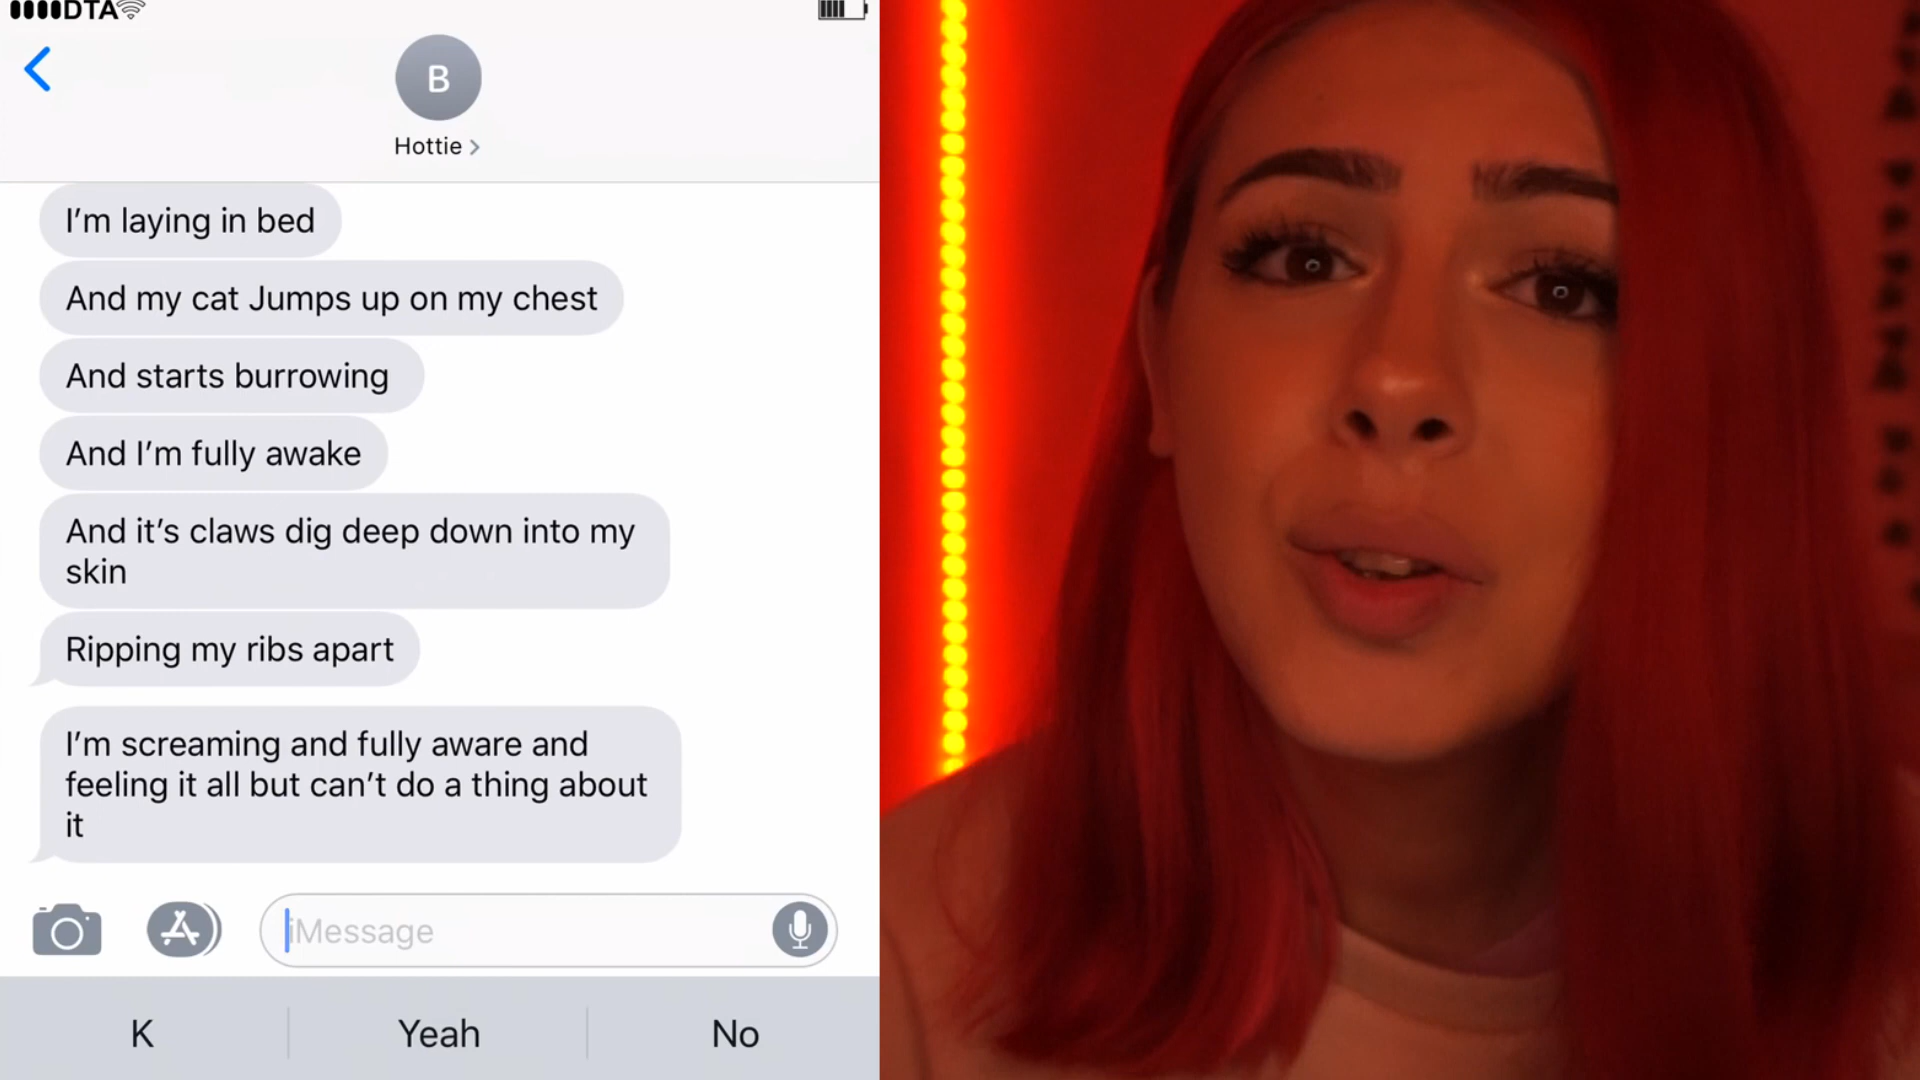 DTA
B
Hottie >
I’m laying in bed
And my cat Jumps up on my chest
And starts burrowing
And I’m fully awake
And it’s claws dig deep down into my
skin
Ripping my ribs apart
I’m screaming and fully aware and
feeling it all but can’t do a thing about
it
iMessage
K
Yeah
No